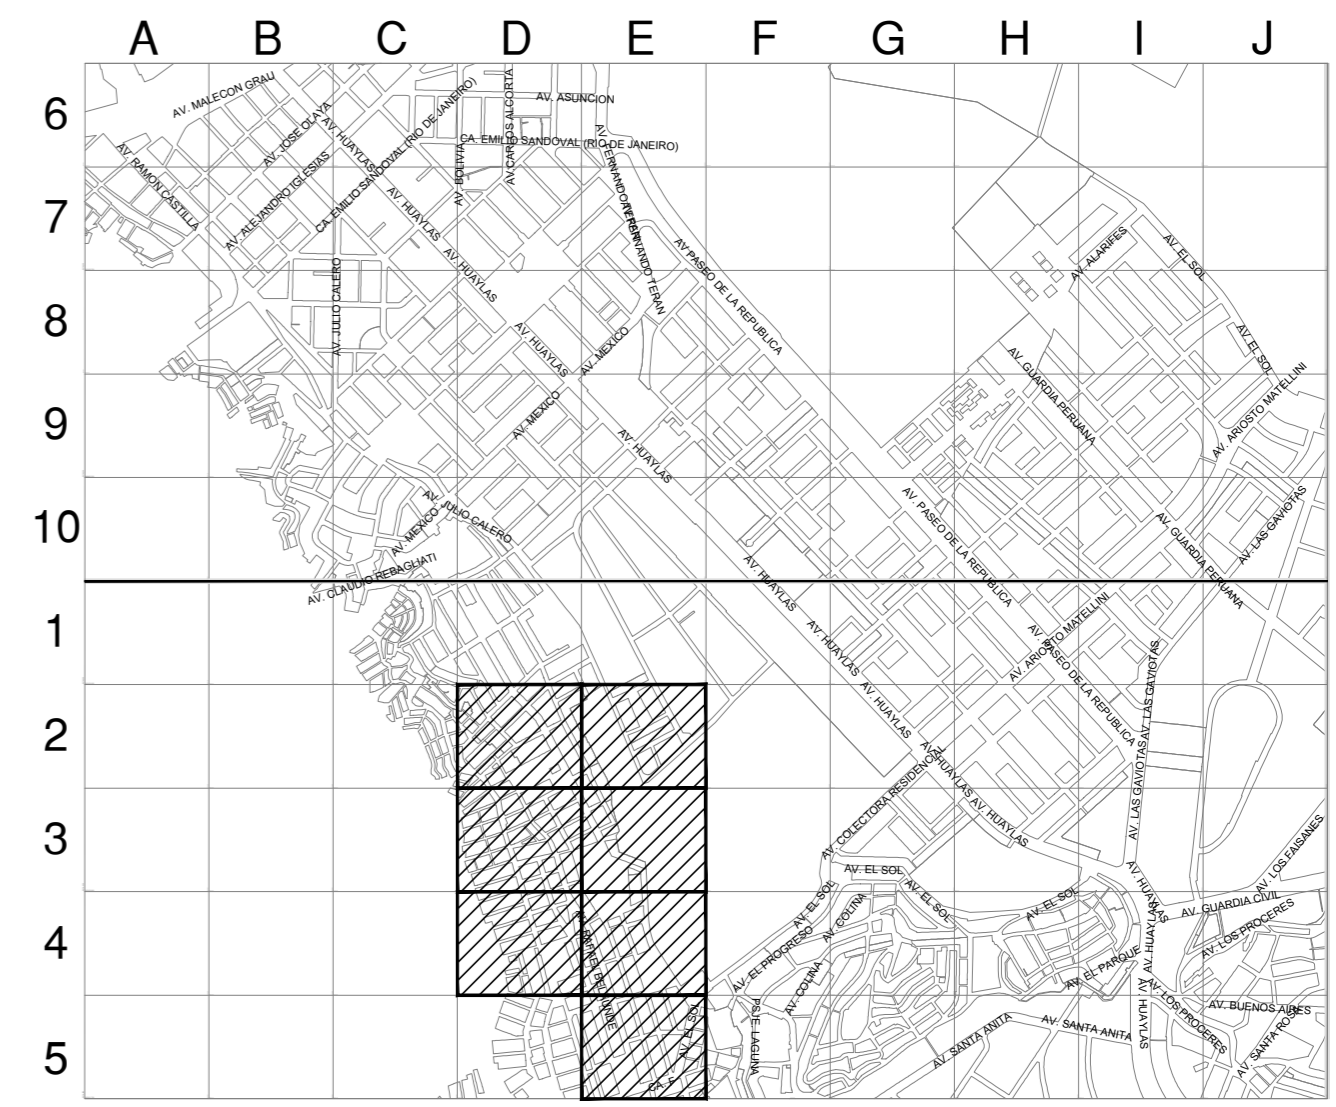 A B C D E F G H I J
6
AV. MALECON GRAU
AV. ASUNCION
AV. CARLOS ALCORTA
AV. JOSE OLAYA
AV. HUAYLAS
CA. EMILIO SANDOVAL (RIO DE JANEIRO)
CA. EMILIO SANDOVAL (RIO DE JANEIRO)
AV. RAMON CASTILLA
AV. ALEJANDRO IGLESIAS
AV. BOLIVIA
7
AV. HUAYLAS
AV. FERNANDO TERAN
AV. FERNANDO TERAN
AV PASEO DE LA REPUBLICA
AV. ALARIFES
AV. EL SOL
AV. HUAYLAS
8
AV. JULIO CALERO
AV. HUAYLAS
AV. MEXICO
AV. EL SOL
AV. GUARDIA PERUANA
9
AV. MEXICO
AV. HUAYLAS
AV. ARIOSTO MATELLINI
10
AV. JULIO CALERO
AV. MEXICO
AV. PASEO DE LA REPUBLICA
AV. GUARDIA PERUANA
AV. LAS GAVIOTAS
AV. CLAUDIO REBAGLIATI
AV. HUAYLAS
1
AV. HUAYLAS
AV. ARIOSTO MATELLINI
AV. PASEO DE LA REPUBLICA
AV. LAS GAVIOTAS
2
AV. HUAYLAS
AV. HUAYLAS
AV. LAS GAVIOTAS
3
AV. COLECTORA RESIDENCIAL
AV. HUAYLAS
AV. EL SOL
AV. LOS FAISANES
4
AV. EL SOL
AV. COLINA
AV. EL SOL
AV. EL SOL
AV. HUAYLAS
AV. GUARDIA CIVIL
AV. RAFAEL BELAUNDE
AV. EL PROGRESO
AV. COLINA
AV. EL PARQUE
AV. HUAYLAS
AV. LOS PROCERES
5
AV. EL SOL
PSJE. LAGUNA
AV. SANTA ANITA
AV. SANTA ANITA
AV. HUAYLAS
AV. LOS PROCERES
AV. BUENOS AIRES
AV. SANTA ROSA